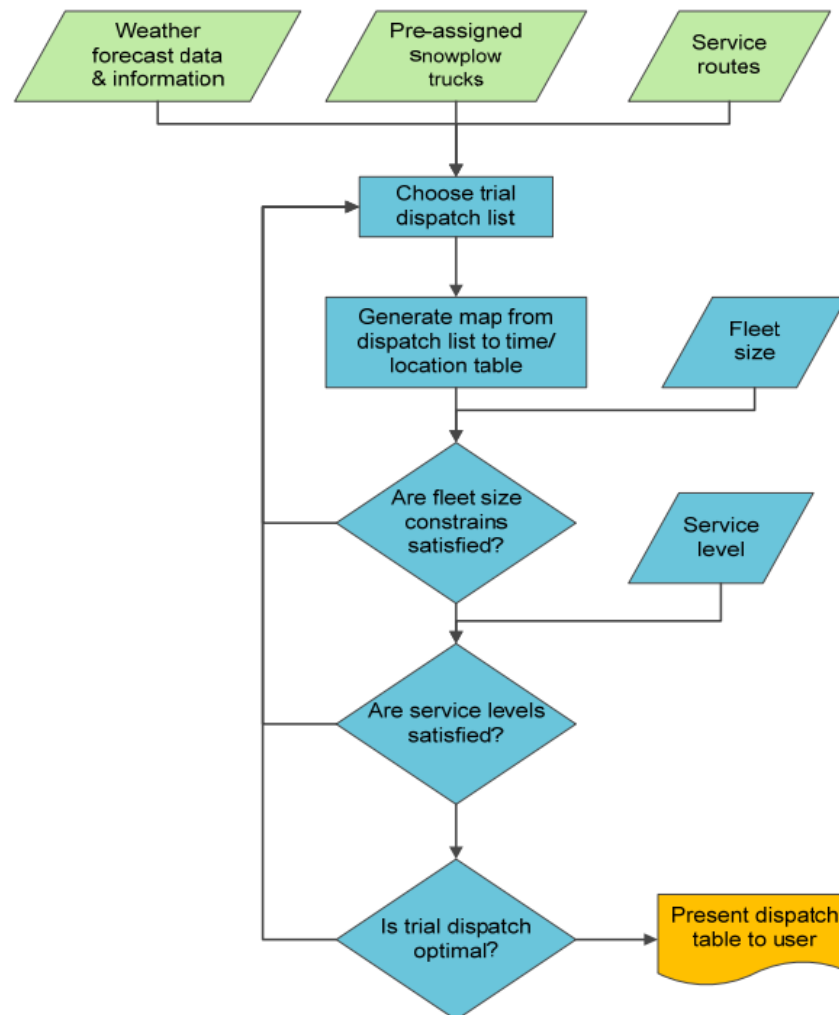 Weather
forecast data
& information
Pre-assigned
snowplow
trucks
Service
routes
Choose trial
dispatch list
Generate map from
dispatch list to time/
location table
Fleet
size
Are fleet size
constrains
satisfied?
Service
level
Are service levels
satisfied?
Is trial dispatch
optimal?
Present dispatch
table to user